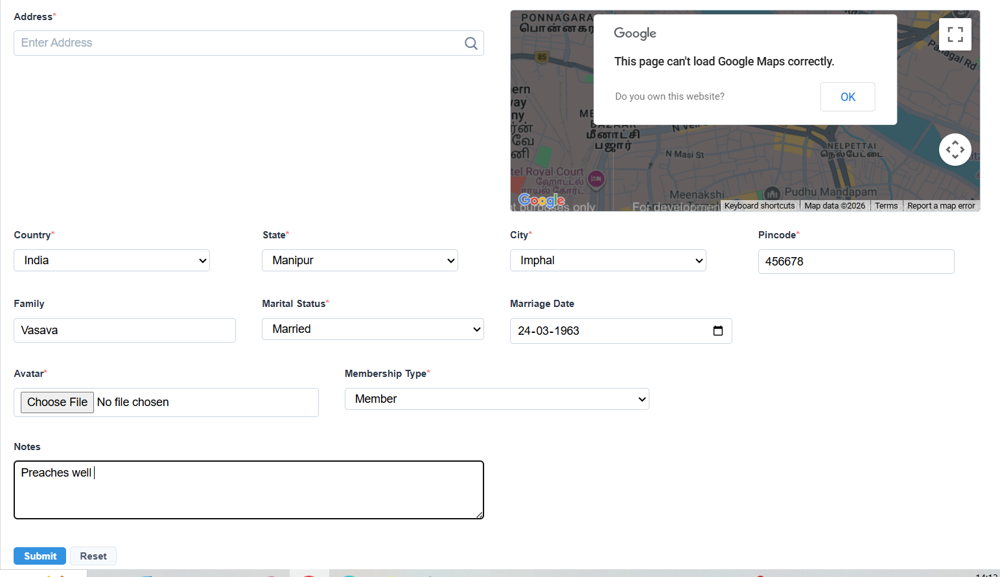 Address*
Enter Address
PONNAGARA
பொன்னகர
85
Panagal Rd
Google
This page can't load Google Maps correctly.
Do you own this website?
OK
ern
way
ny
ர்ன்
வே
னி
BAZAAR
மீனாட்சி
பஜார்
N Masi St
NELPETTAI
நெல்பேட்டை
tel Royal Court
ஹோட்டல்
ராயல் கோர்ட்
Meenakshi
Pudhu Mandapam
Google
t purposes only
For development
Keyboard shortcuts
Map data ©2026
Terms
Report a map error
Country*
State*
City*
Pincode*
India
Manipur
Imphal
456678
Family
Marital Status*
Marriage Date
Vasava
Married
24-03-1963
Avatar*
Membership Type*
Choose File No file chosen
Member
Notes
Preaches well
Submit
Reset